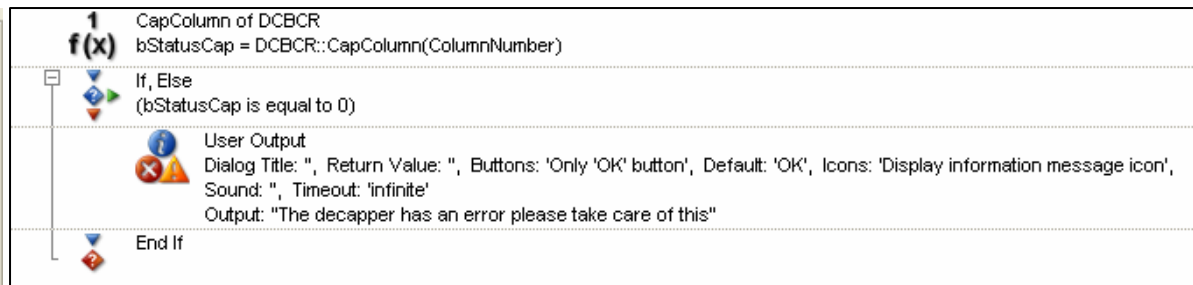 1 CapColumn of DCBCR
f(x) bStatusCap = DCBCR::CapColumn(ColumnNumber)
If, Else
(bStatusCap is equal to 0)
User Output
Dialog Title: '', Return Value: '', Buttons: 'Only 'OK' button', Default: 'OK', Icons: 'Display information message icon',
Sound: '', Timeout: 'infinite'
Output: "The decapper has an error please take care of this"
End If